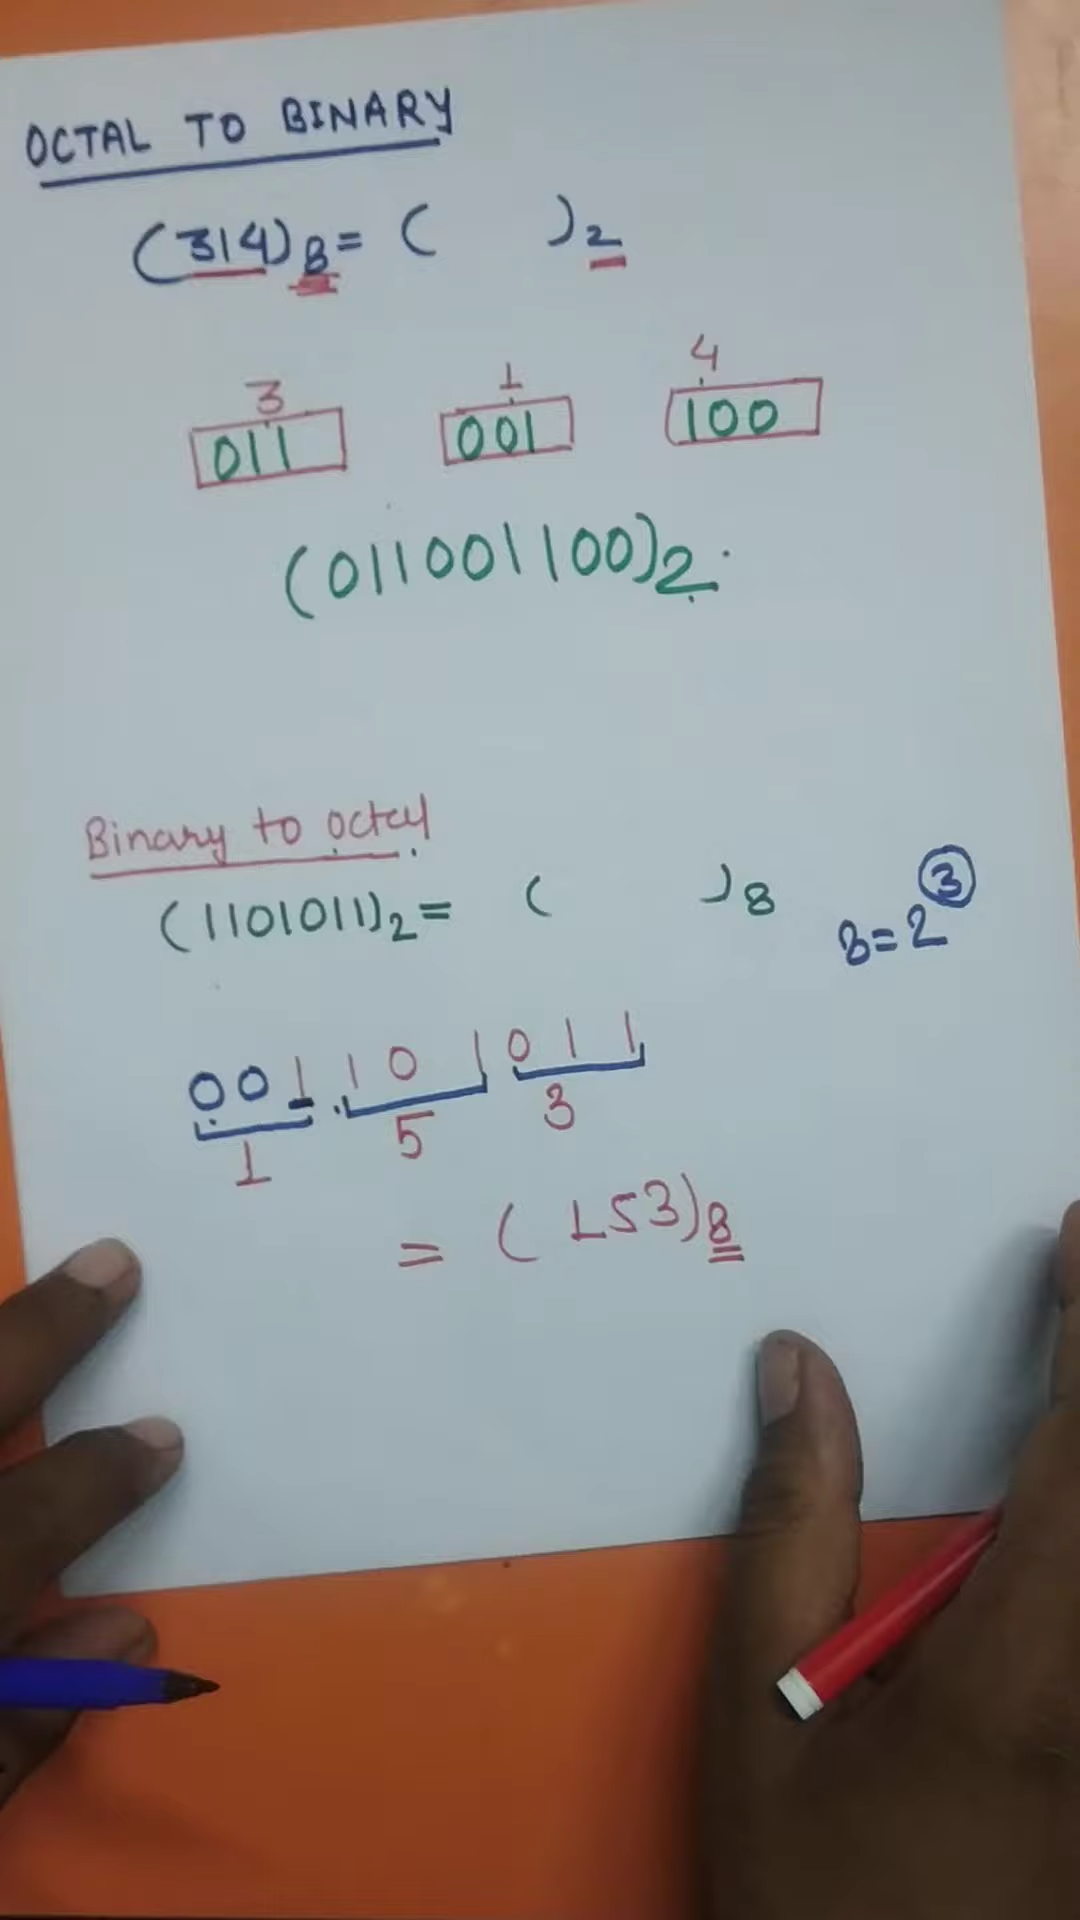 OCTAL TO BINARY
(314)8 = (      )2
3 1 4
011 001 100
(011001100)2.
Binary to octal
(1101011)2 = (      )8
8=2³
001 101 011
1 5 3
= (153)8